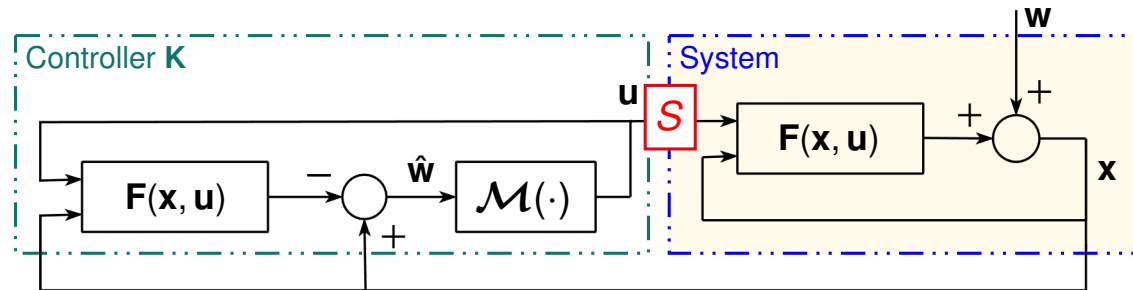 Controller K
System
w
u
S
F(x, u)
+
+
x
F(x, u)
−
ŵ
M(·)
+